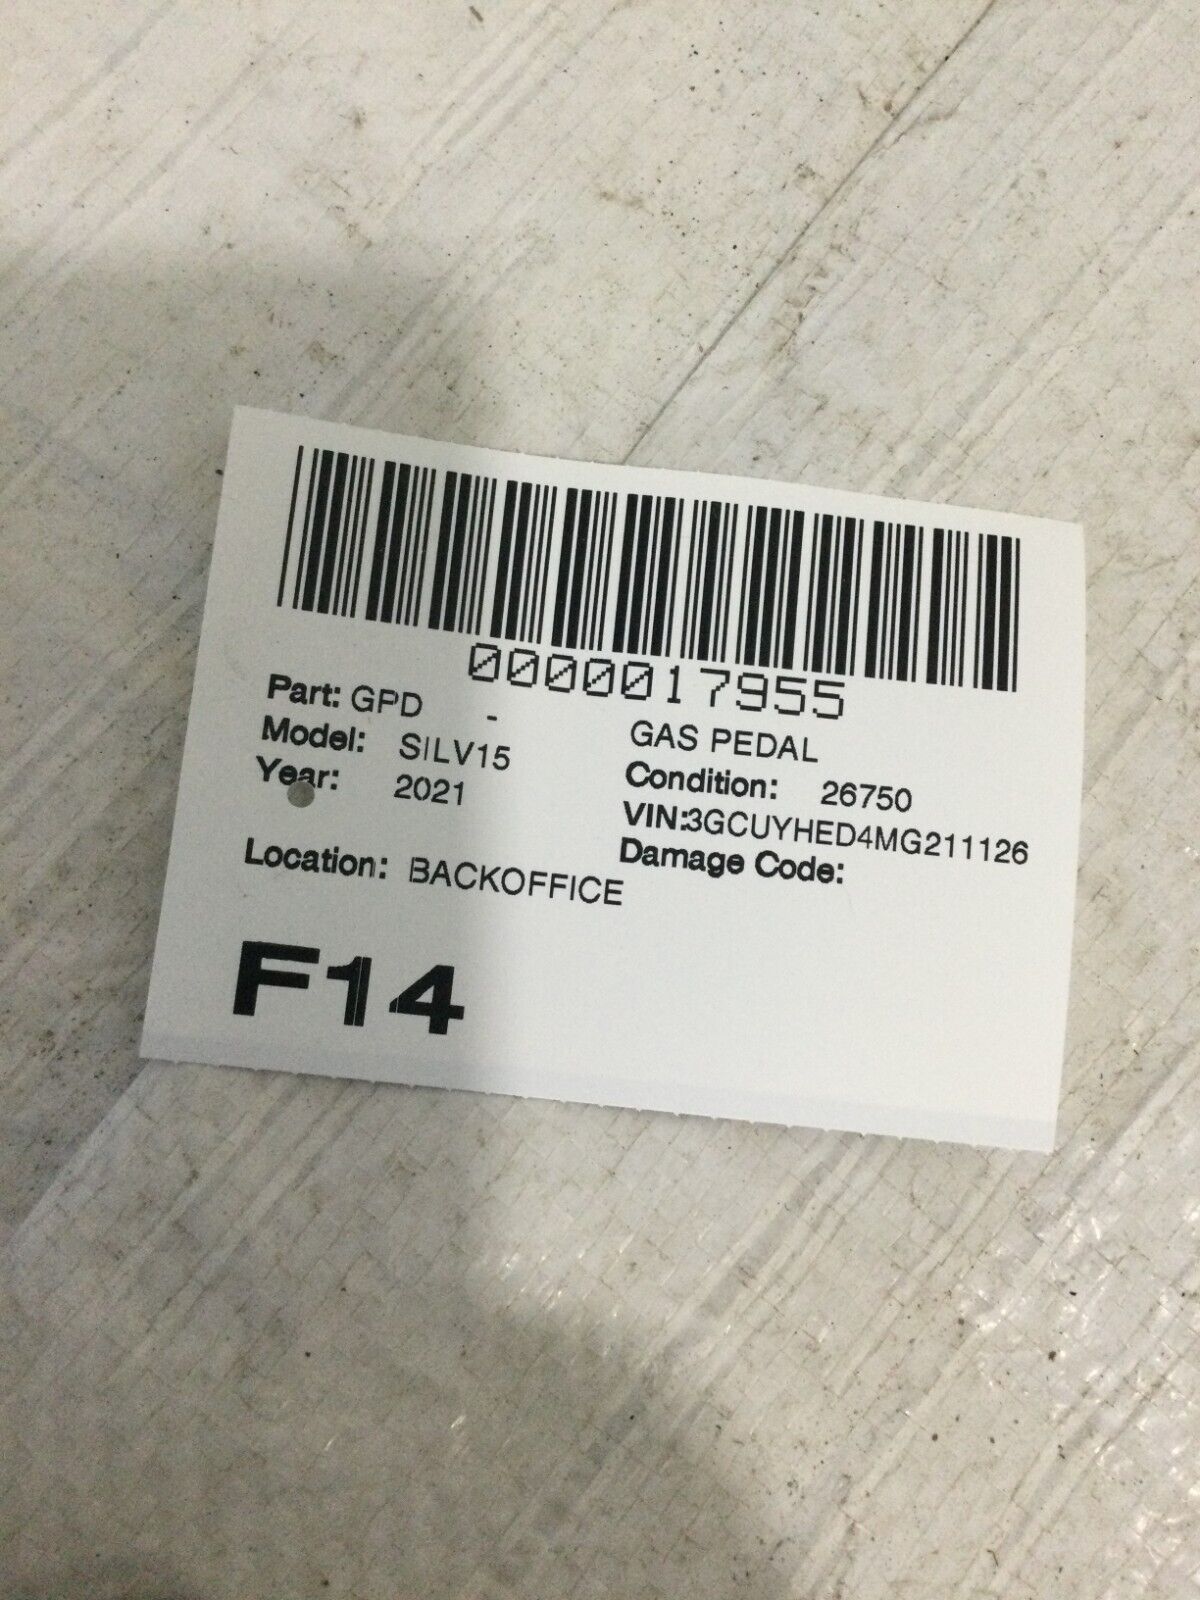 0000017955
Part: GPD - GAS PEDAL
Model: SILV15 Condition: 26750
Year: 2021 VIN:3GCUYHED4MG211126
Damage Code:
Location: BACKOFFICE
F14